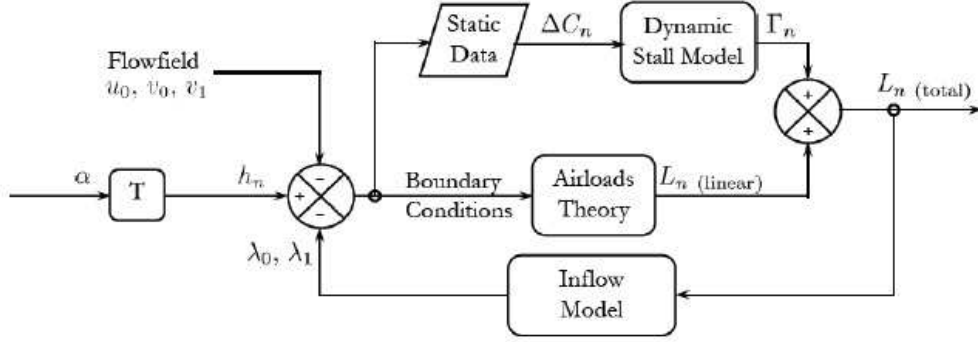 Static
Data
ΔC_n
Dynamic
Stall Model
Γ_n
Flowfield
u_0, v_0, v_1
+
+
L_n (total)
α
T
h_n
−
+
−
Boundary
Conditions
Airloads
Theory
L_n (linear)
λ_0, λ_1
Inflow
Model